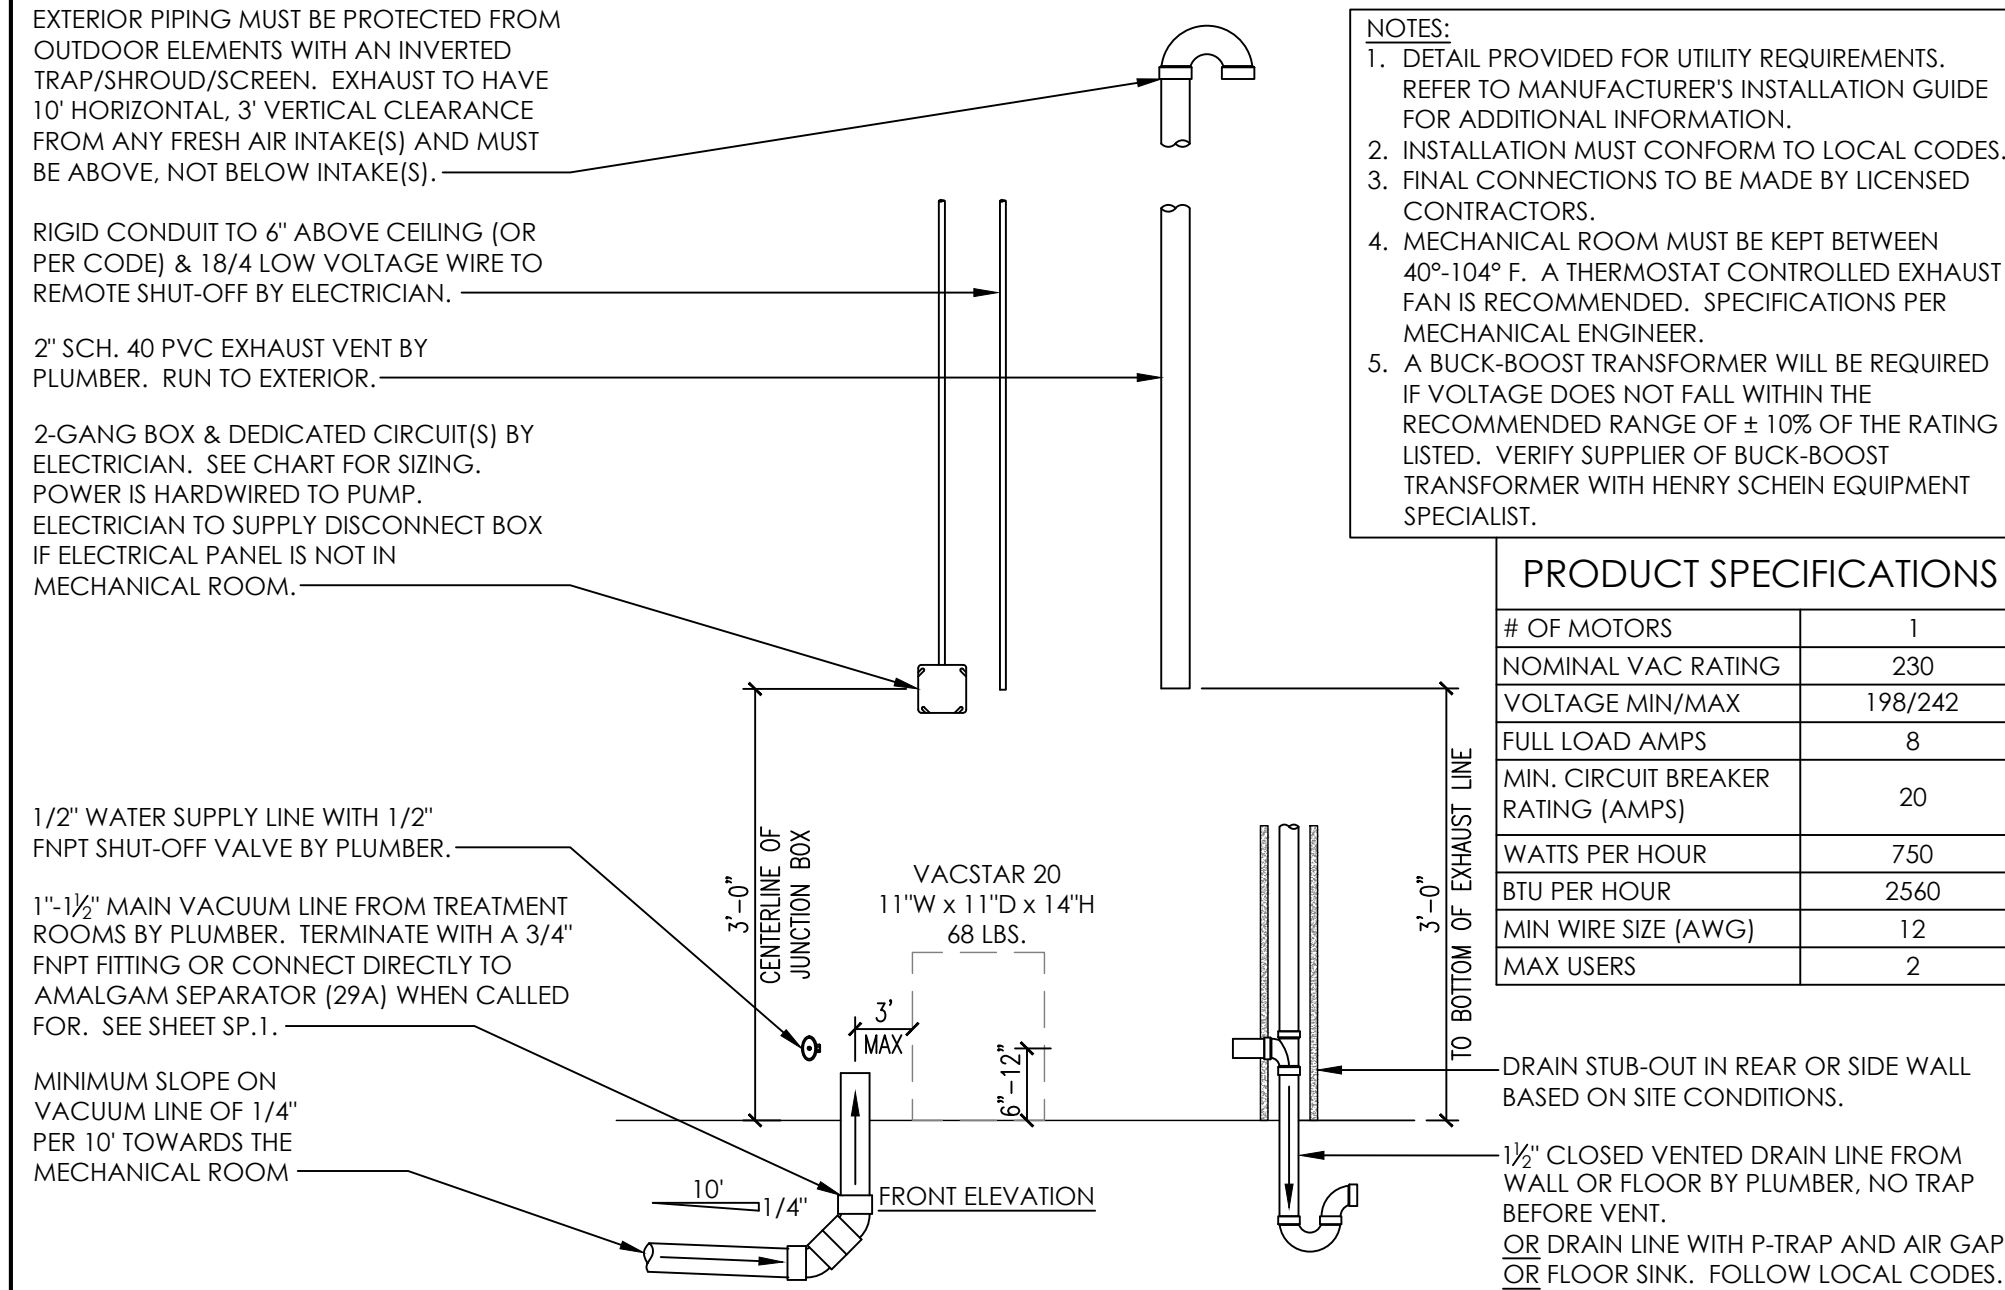 EXTERIOR PIPING MUST BE PROTECTED FROM
OUTDOOR ELEMENTS WITH AN INVERTED
TRAP/SHROUD/SCREEN. EXHAUST TO HAVE
10' HORIZONTAL, 3' VERTICAL CLEARANCE
FROM ANY FRESH AIR INTAKE(S) AND MUST
BE ABOVE, NOT BELOW INTAKE(S).
RIGID CONDUIT TO 6" ABOVE CEILING (OR
PER CODE) & 18/4 LOW VOLTAGE WIRE TO
REMOTE SHUT-OFF BY ELECTRICIAN.
2" SCH. 40 PVC EXHAUST VENT BY
PLUMBER. RUN TO EXTERIOR.
2-GANG BOX & DEDICATED CIRCUIT(S) BY
ELECTRICIAN. SEE CHART FOR SIZING.
POWER IS HARDWIRED TO PUMP.
ELECTRICIAN TO SUPPLY DISCONNECT BOX
IF ELECTRICAL PANEL IS NOT IN
MECHANICAL ROOM.
1/2" WATER SUPPLY LINE WITH 1/2"
FNPT SHUT-OFF VALVE BY PLUMBER.
1"-1½" MAIN VACUUM LINE FROM TREATMENT
ROOMS BY PLUMBER. TERMINATE WITH A 3/4"
FNPT FITTING OR CONNECT DIRECTLY TO
AMALGAM SEPARATOR (29A) WHEN CALLED
FOR. SEE SHEET SP.1.
MINIMUM SLOPE ON
VACUUM LINE OF 1/4"
PER 10' TOWARDS THE
MECHANICAL ROOM
3'-0"
CENTERLINE OF
JUNCTION BOX
VACSTAR 20
11"W x 11"D x 14"H
68 LBS.
3'
MAX
6"-12"
10'
1/4"
FRONT ELEVATION
3'-0"
TO BOTTOM OF EXHAUST LINE
NOTES:
1. DETAIL PROVIDED FOR UTILITY REQUIREMENTS.
REFER TO MANUFACTURER'S INSTALLATION GUIDE
FOR ADDITIONAL INFORMATION.
2. INSTALLATION MUST CONFORM TO LOCAL CODES.
3. FINAL CONNECTIONS TO BE MADE BY LICENSED
CONTRACTORS.
4. MECHANICAL ROOM MUST BE KEPT BETWEEN
40°-104° F. A THERMOSTAT CONTROLLED EXHAUST
FAN IS RECOMMENDED. SPECIFICATIONS PER
MECHANICAL ENGINEER.
5. A BUCK-BOOST TRANSFORMER WILL BE REQUIRED
IF VOLTAGE DOES NOT FALL WITHIN THE
RECOMMENDED RANGE OF ± 10% OF THE RATING
LISTED. VERIFY SUPPLIER OF BUCK-BOOST
TRANSFORMER WITH HENRY SCHEIN EQUIPMENT
SPECIALIST.
PRODUCT SPECIFICATIONS
# OF MOTORS 1
NOMINAL VAC RATING 230
VOLTAGE MIN/MAX 198/242
FULL LOAD AMPS 8
MIN. CIRCUIT BREAKER
RATING (AMPS) 20
WATTS PER HOUR 750
BTU PER HOUR 2560
MIN WIRE SIZE (AWG) 12
MAX USERS 2
DRAIN STUB-OUT IN REAR OR SIDE WALL
BASED ON SITE CONDITIONS.
1½" CLOSED VENTED DRAIN LINE FROM
WALL OR FLOOR BY PLUMBER, NO TRAP
BEFORE VENT.
OR DRAIN LINE WITH P-TRAP AND AIR GAP
OR FLOOR SINK. FOLLOW LOCAL CODES.